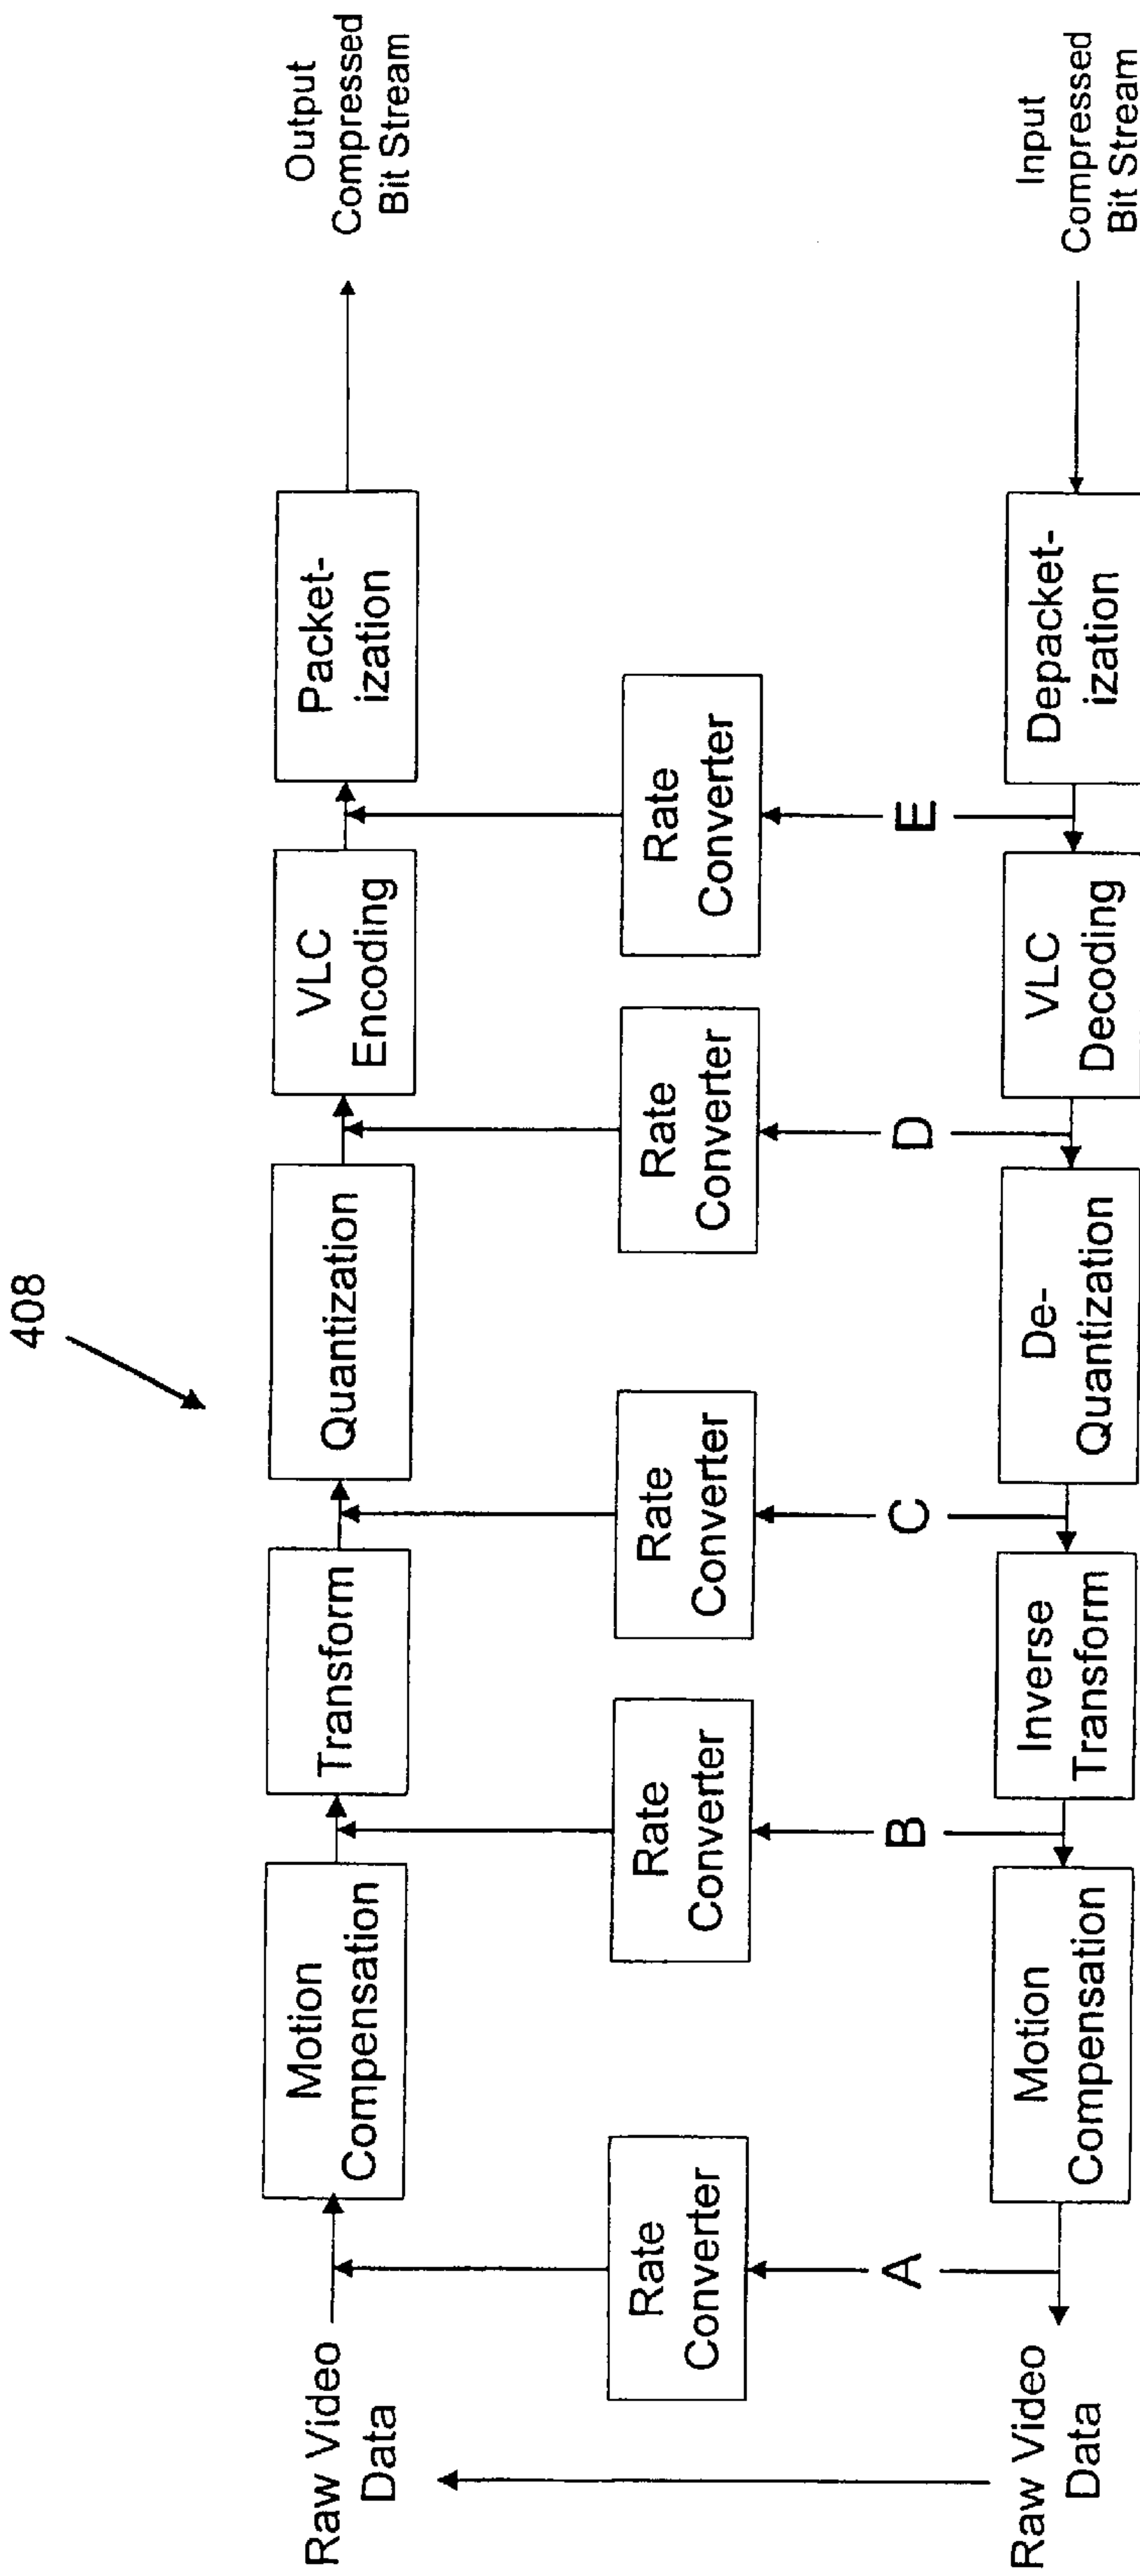 408
Raw Video
Data
Motion
Compensation
Transform
Quantization
VLC
Encoding
Packet-
ization
Output
Compressed
Bit Stream
Rate
Converter
Rate
Converter
Rate
Converter
Rate
Converter
Rate
Converter
A
B
C
D
E
Raw Video
Data
Motion
Compensation
Inverse
Transform
De-
Quantization
VLC
Decoding
Depacket-
ization
Input
Compressed
Bit Stream